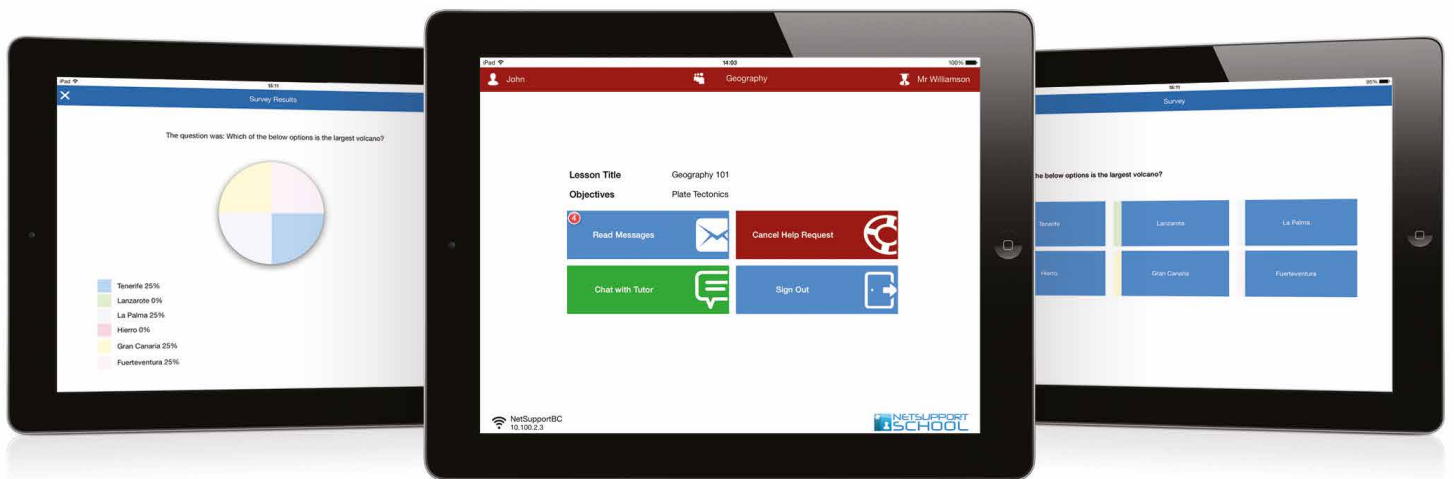 iPad
15:11
Survey Results
The question was: Which of the below options is the largest volcano?
Tenerife 25%
Lanzarote 0%
La Palma 25%
Hierro 0%
Gran Canaria 25%
Fuerteventura 25%
iPad
14:03
100%
John
Geography
Mr Williamson
Lesson Title Geography 101
Objectives Plate Tectonics
4
Read Messages
Cancel Help Request
Chat with Tutor
Sign Out
NetSupportBC
10.100.2.3
NETSUPPORT
SCHOOL
15:11
95%
Survey
he below options is the largest volcano?
Tenerife
Lanzarote
La Palma
Hierro
Gran Canaria
Fuerteventura